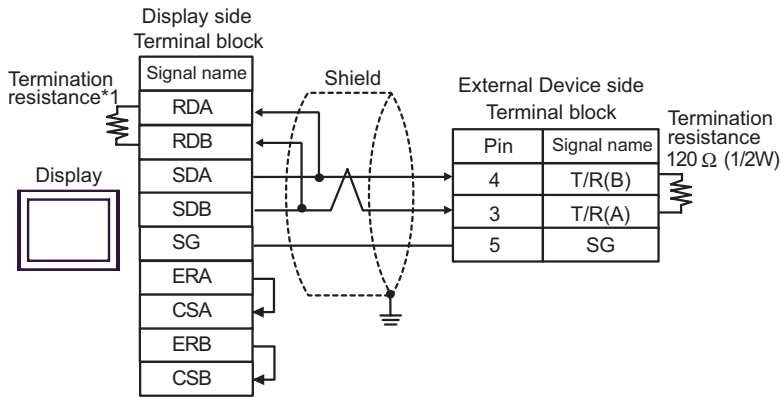 Display side
Terminal block
Termination
resistance*1
Signal name
RDA
RDB
SDA
SDB
SG
ERA
CSA
ERB
CSB
Display
Shield
External Device side
Terminal block
Pin Signal name
4 T/R(B)
3 T/R(A)
5 SG
Termination
resistance
120 Ω (1/2W)